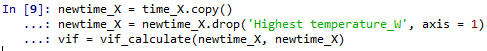 In [9]: newtime_X = time_X.copy()
   ...: newtime_X = newtime_X.drop('Highest temperature_W', axis = 1)
   ...: vif = vif_calculate(newtime_X, newtime_X)